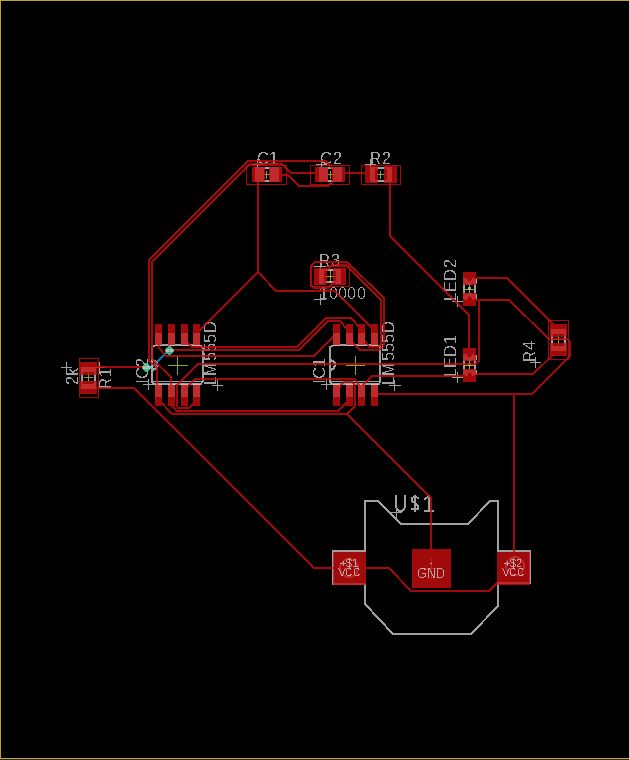 C1
C2
R2
R3
10000
LED2
LED1
R4
2k
R1
IC2
LM555D
IC1
LM555D
U$1
+$1
VCC
-
GND
+$2
VCC